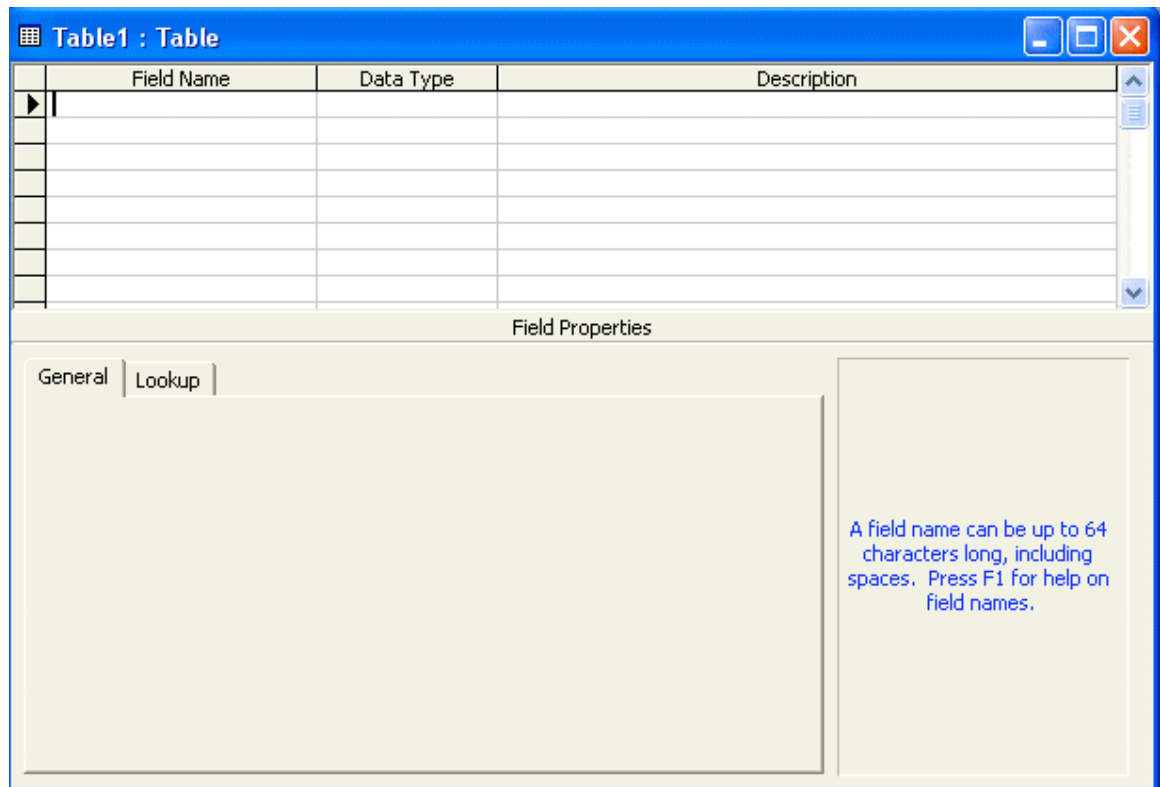 Table1 : Table
Field Name Data Type Description
Field Properties
General Lookup
A field name can be up to 64
characters long, including
spaces.  Press F1 for help on
field names.